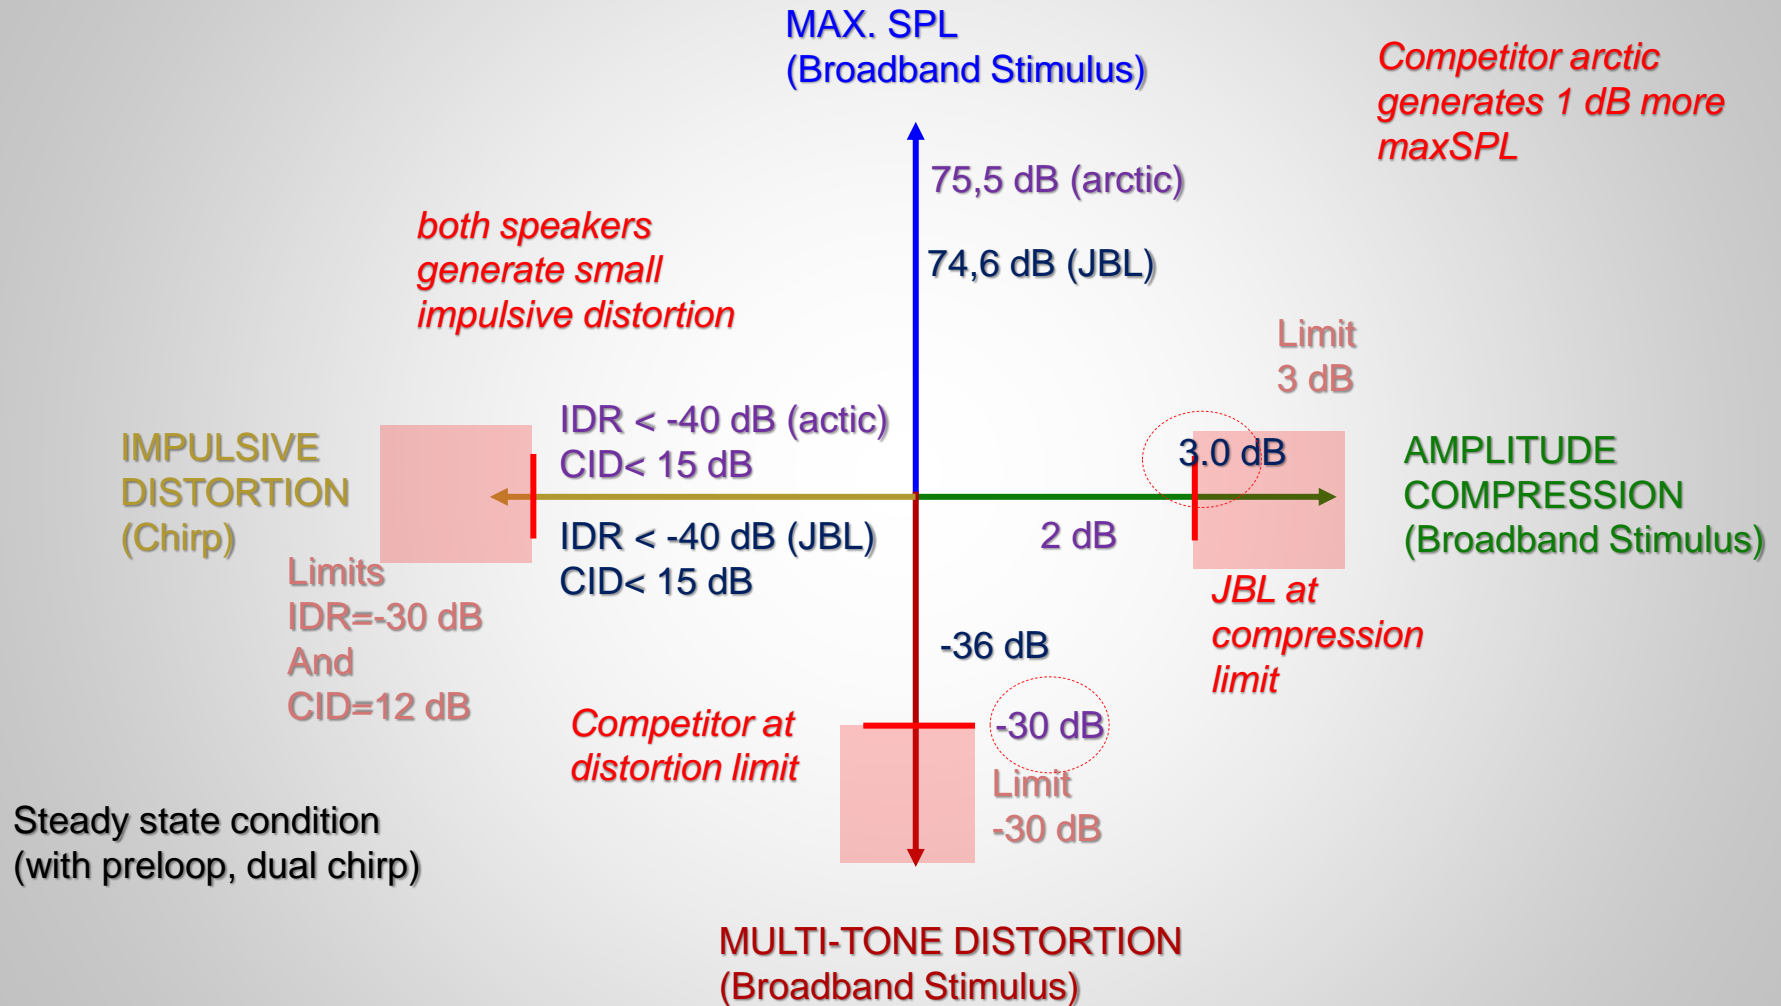 MAX. SPL
(Broadband Stimulus)
Competitor arctic
generates 1 dB more
maxSPL
75,5 dB (arctic)
both speakers
generate small
impulsive distortion
74,6 dB (JBL)
Limit
3 dB
IMPULSIVE
DISTORTION
(Chirp)
IDR < -40 dB (actic)
CID< 15 dB
3.0 dB
AMPLITUDE
COMPRESSION
(Broadband Stimulus)
IDR < -40 dB (JBL)
CID< 15 dB
2 dB
Limits
IDR=-30 dB
And
CID=12 dB
JBL at
compression
limit
-36 dB
Competitor at
distortion limit
-30 dB
Limit
-30 dB
Steady state condition
(with preloop, dual chirp)
MULTI-TONE DISTORTION
(Broadband Stimulus)